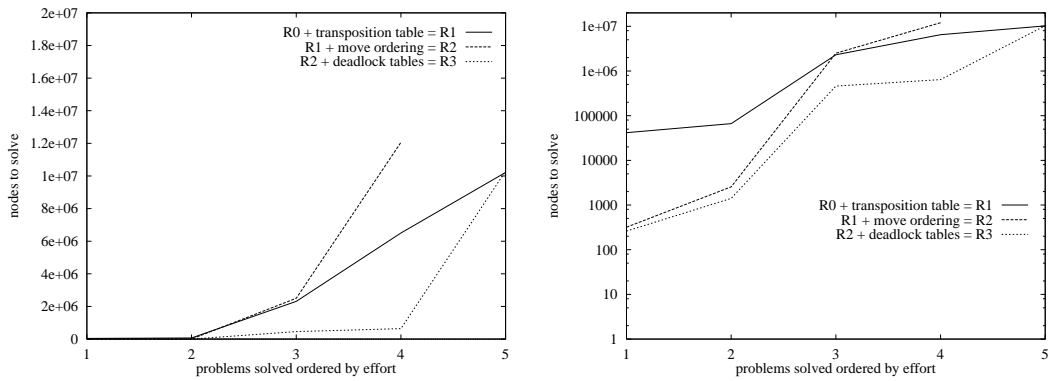 2e+07
1.8e+07
1.6e+07
1.4e+07
1.2e+07
1e+07
8e+06
6e+06
4e+06
2e+06
0
nodes to solve
R0 + transposition table = R1
R1 + move ordering = R2
R2 + deadlock tables = R3
1 2 3 4 5
problems solved ordered by effort
1e+07
1e+06
100000
10000
1000
100
10
1
nodes to solve
R0 + transposition table = R1
R1 + move ordering = R2
R2 + deadlock tables = R3
1 2 3 4 5
problems solved ordered by effort